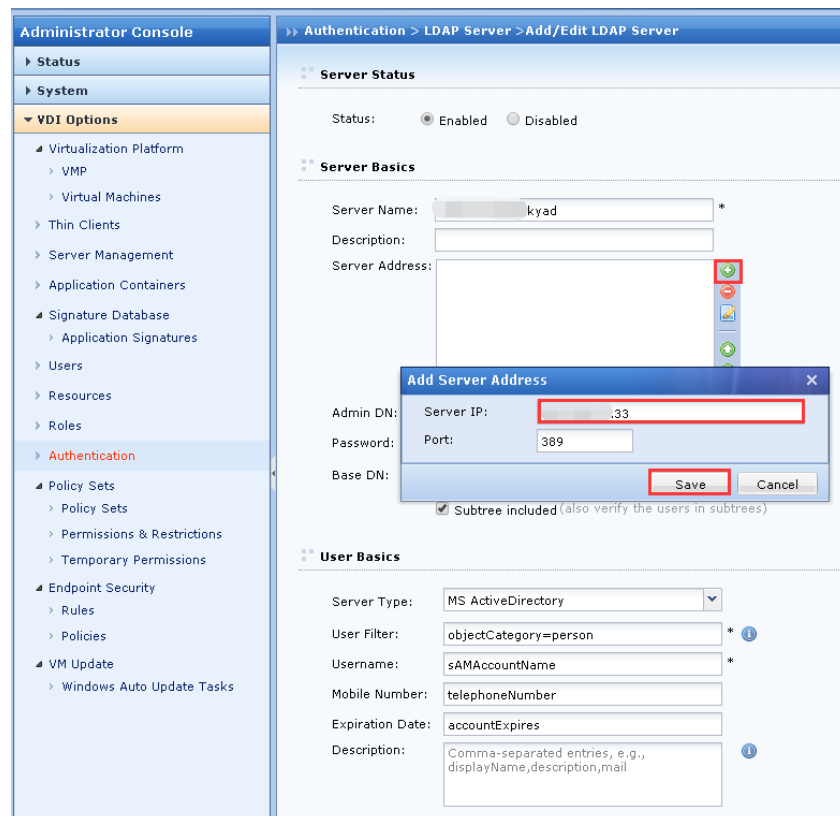 Administrator Console
Status
System
VDI Options
Virtualization Platform
VMP
Virtual Machines
Thin Clients
Server Management
Application Containers
Signature Database
Application Signatures
Users
Resources
Roles
Authentication
Policy Sets
Policy Sets
Permissions & Restrictions
Temporary Permissions
Endpoint Security
Rules
Policies
VM Update
Windows Auto Update Tasks
Authentication > LDAP Server >Add/Edit LDAP Server
Server Status
Status: Enabled Disabled
Server Basics
Server Name: kyad *
Description:
Server Address:
Add Server Address
Server IP: .33
Port: 389
Save Cancel
Admin DN:
Password:
Base DN:
Subtree included (also verify the users in subtrees)
User Basics
Server Type: MS ActiveDirectory
User Filter: objectCategory=person *
Username: sAMAccountName *
Mobile Number: telephoneNumber
Expiration Date: accountExpires
Description: Comma-separated entries, e.g.,
displayName,description,mail